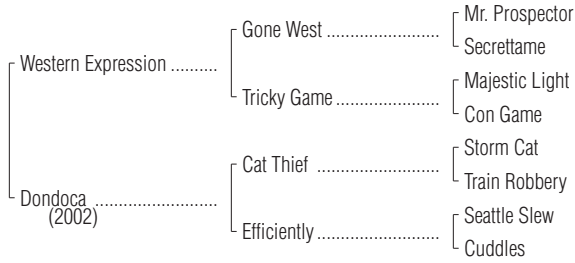 Mr. Prospector
Gone West
Secrettame
Western Expression
Majestic Light
Tricky Game
Con Game
Storm Cat
Cat Thief
Train Robbery
Dondoca
(2002)
Seattle Slew
Efficiently
Cuddles